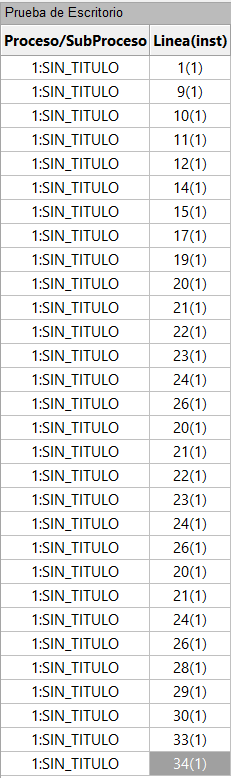 Prueba de Escritorio
Proceso/SubProceso Linea(inst)
1:SIN_TITULO 1(1)
1:SIN_TITULO 9(1)
1:SIN_TITULO 10(1)
1:SIN_TITULO 11(1)
1:SIN_TITULO 12(1)
1:SIN_TITULO 14(1)
1:SIN_TITULO 15(1)
1:SIN_TITULO 17(1)
1:SIN_TITULO 19(1)
1:SIN_TITULO 20(1)
1:SIN_TITULO 21(1)
1:SIN_TITULO 22(1)
1:SIN_TITULO 23(1)
1:SIN_TITULO 24(1)
1:SIN_TITULO 26(1)
1:SIN_TITULO 20(1)
1:SIN_TITULO 21(1)
1:SIN_TITULO 22(1)
1:SIN_TITULO 23(1)
1:SIN_TITULO 24(1)
1:SIN_TITULO 26(1)
1:SIN_TITULO 20(1)
1:SIN_TITULO 21(1)
1:SIN_TITULO 24(1)
1:SIN_TITULO 26(1)
1:SIN_TITULO 28(1)
1:SIN_TITULO 29(1)
1:SIN_TITULO 30(1)
1:SIN_TITULO 33(1)
1:SIN_TITULO 34(1)